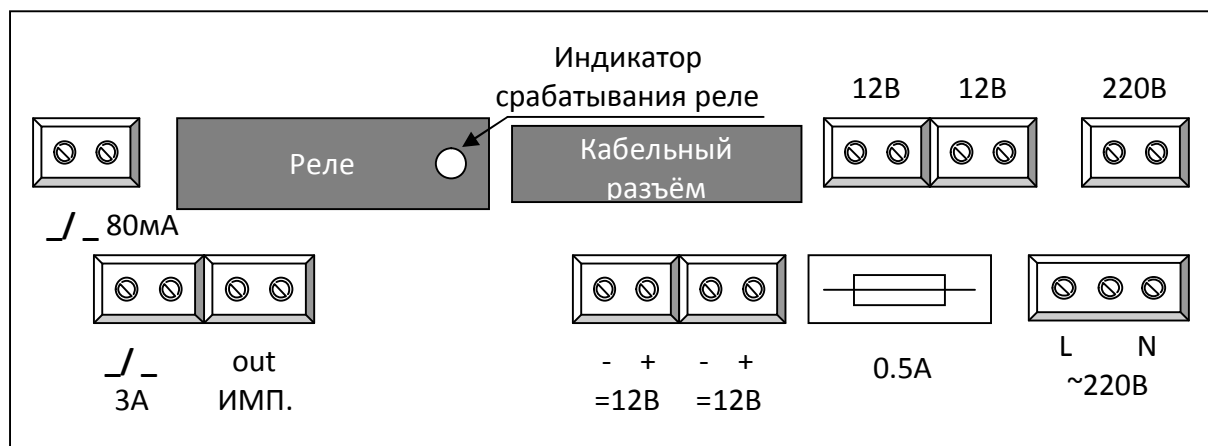 Индикатор
срабатывания реле
12В 12В 220В
Реле
Кабельный
разъём
_/ _ 80мА
_/ _ out
3А ИМП.
- + - +
=12В =12В
0.5А
L N
~220В